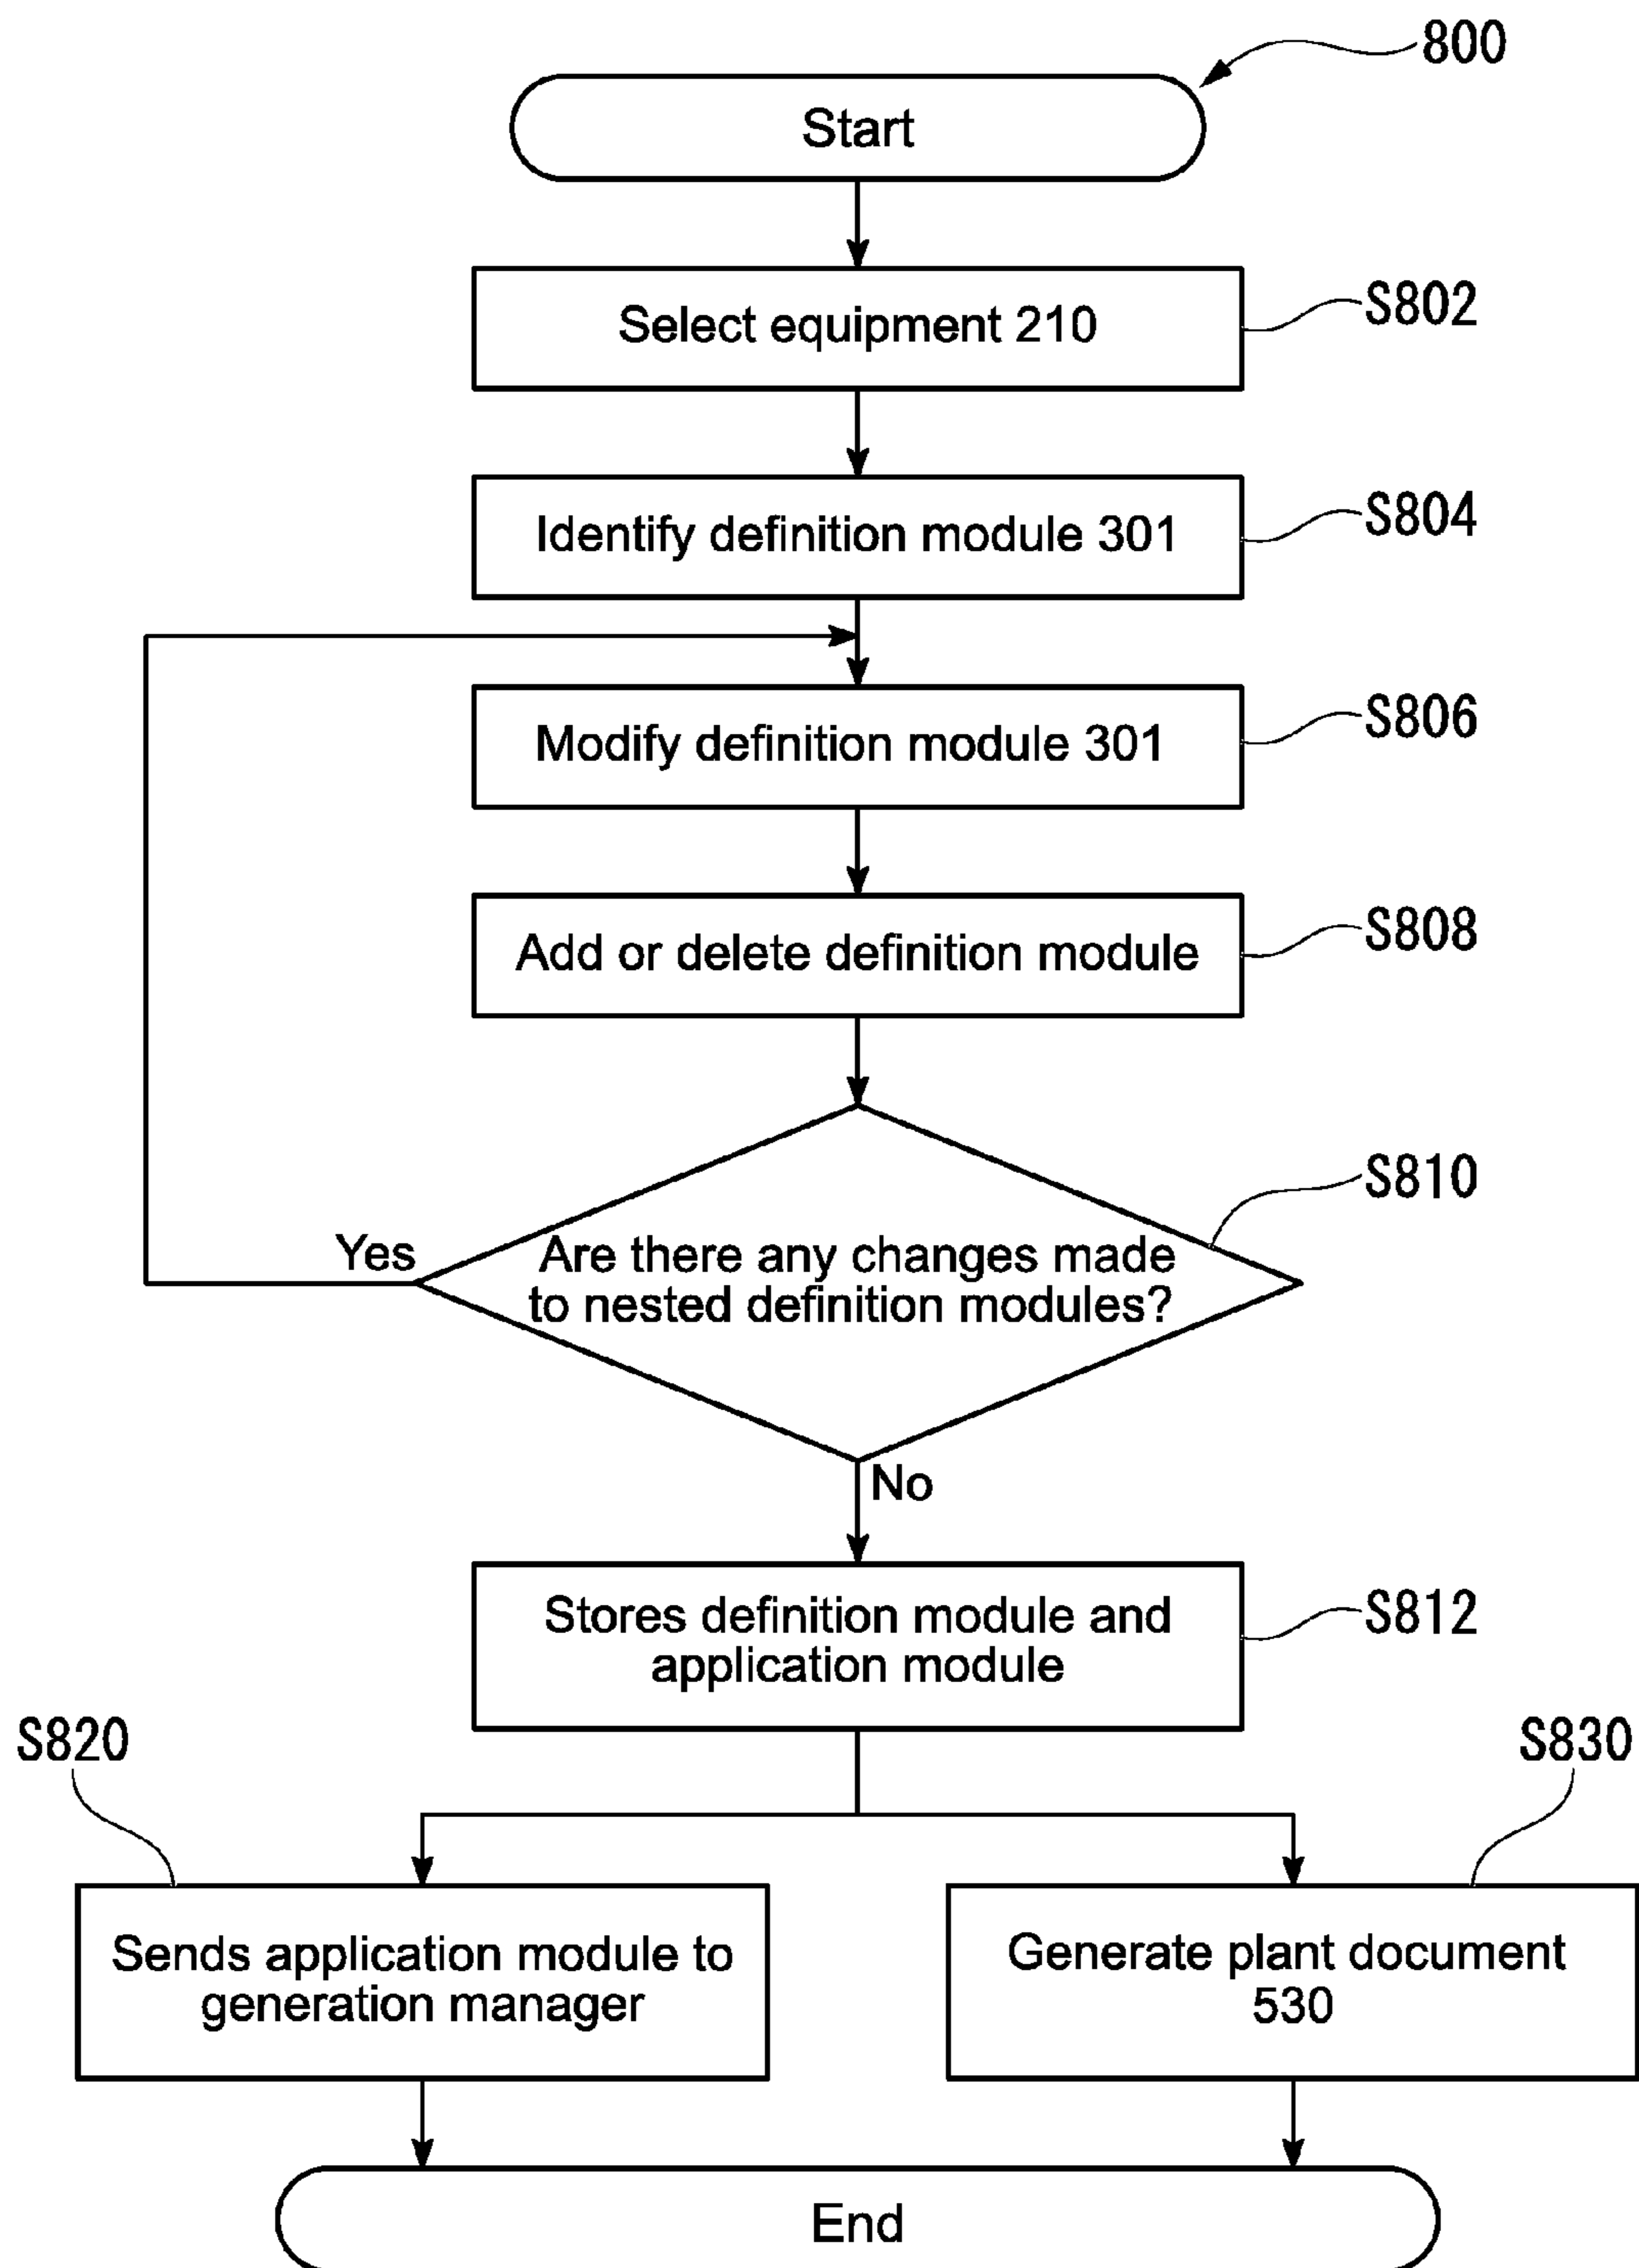 800
Start
Select equipment 210
S802
Identify definition module 301
S804
Modify definition module 301
S806
Add or delete definition module
S808
S810
Yes
Are there any changes made
to nested definition modules?
No
Stores definition module and
application module
S812
S820
S830
Sends application module to
generation manager
Generate plant document
530
End